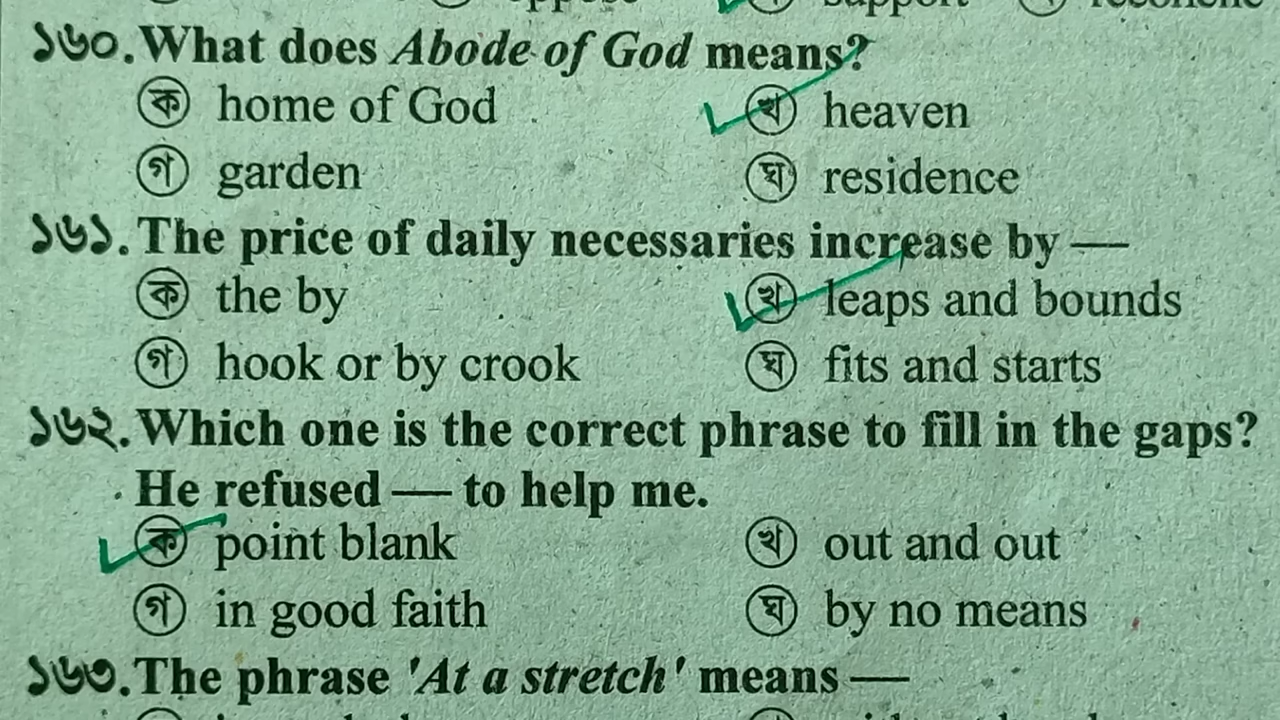 support
১৬০. What does Abode of God means?
ক home of God খ heaven
গ garden ঘ residence
১৬১. The price of daily necessaries increase by —
ক the by খ leaps and bounds
গ hook or by crook ঘ fits and starts
১৬২. Which one is the correct phrase to fill in the gaps?
He refused — to help me.
ক point blank খ out and out
গ in good faith ঘ by no means
১৬৩. The phrase 'At a stretch' means —